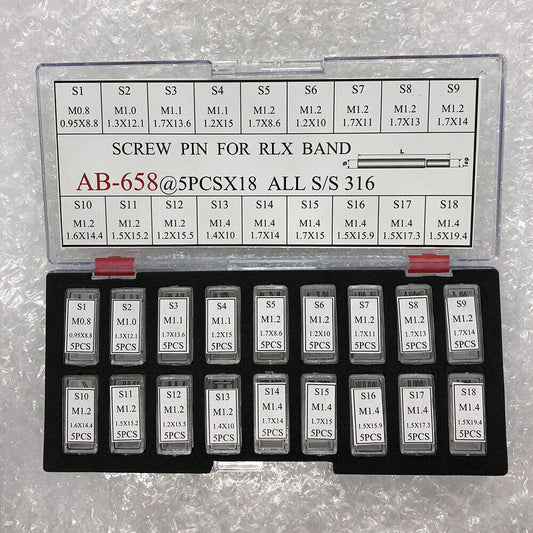 S1 S2 S3 S4 S5 S6 S7 S8 S9
M0.8 M1.0 M1.1 M1.1 M1.2 M1.2 M1.2 M1.2 M1.2
0.95X8.8 1.3X12.1 1.7X13.6 1.2X15 1.7X8.6 1.2X10 1.7X11 1.7X13 1.7X14
SCREW PIN FOR RLX BAND
L
ø
Tap
AB-658@5PCSX18 ALL S/S 316
S10 S11 S12 S13 S14 S15 S16 S17 S18
M1.2 M1.2 M1.2 M1.4 M1.4 M1.4 M1.4 M1.4 M1.4
1.6X14.4 1.5X15.2 1.2X15.5 1.4X10 1.7X14 1.7X15 1.5X15.9 1.5X17.3 1.5X19.4
S1 S2 S3 S4 S5 S6 S7 S8 S9
M0.8 M1.0 M1.1 M1.1 M1.2 M1.2 M1.2 M1.2 M1.2
0.95X8.8 1.3X12.1 1.7X13.6 1.2X15 1.7X8.6 1.2X10 1.7X11 1.7X13 1.7X14
5PCS 5PCS 5PCS 5PCS 5PCS 5PCS 5PCS 5PCS 5PCS
S10 S11 S12 S13 S14 S15 S16 S17 S18
M1.2 M1.2 M1.2 M1.2 M1.4 M1.4 M1.4 M1.4 M1.4
1.6X14.4 1.5X15.2 1.2X15.5 1.4X10 1.7X14 1.7X15 1.5X15.9 1.5X17.3 1.5X19.4
5PCS 5PCS 5PCS 5PCS 5PCS 5PCS 5PCS 5PCS 5PCS